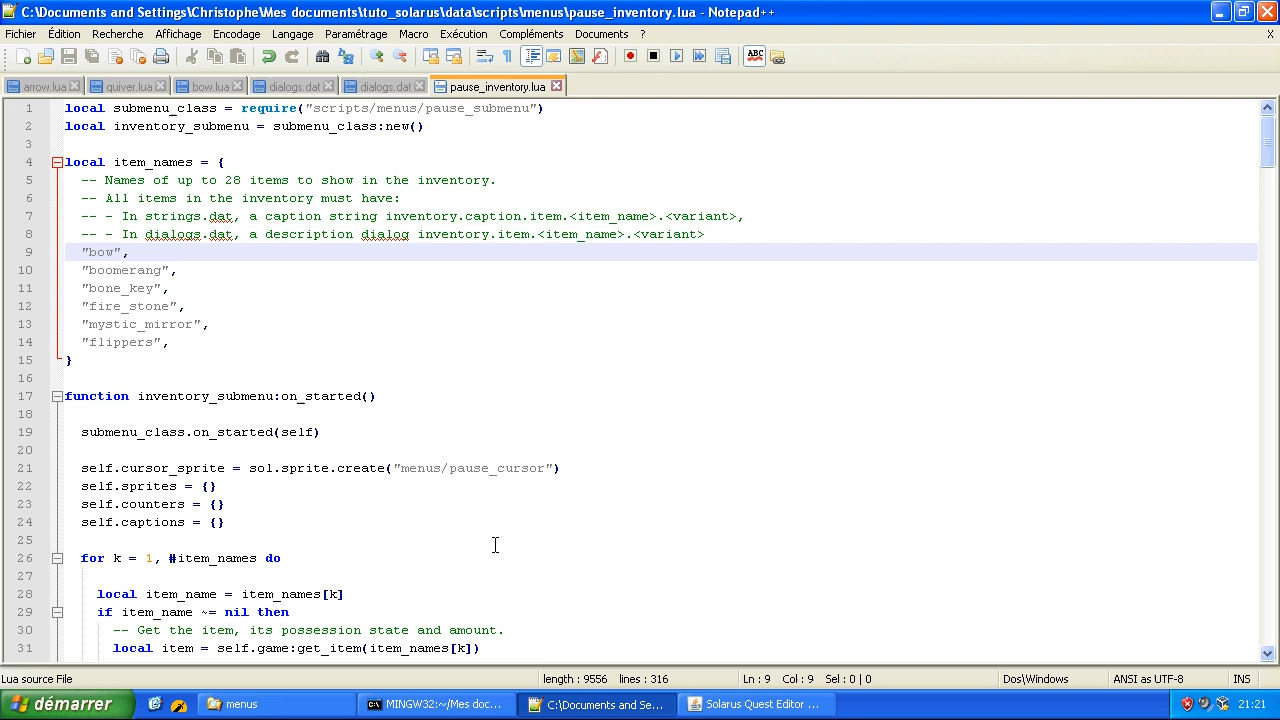 C:\Documents and Settings\Christophe\Mes documents\tuto_solarus\data\scripts\menus\pause_inventory.lua - Notepad++
Fichier Édition Recherche Affichage Encodage Langage Paramétrage Macro Exécution Compléments Documents ? X
ABC
arrow.lua quiver.lua bow.lua dialogs.dat dialogs.dat pause_inventory.lua
1 local submenu_class = require("scripts/menus/pause_submenu")
2 local inventory_submenu = submenu_class:new()
3
4 local item_names = {
5 -- Names of up to 28 items to show in the inventory.
6 -- All items in the inventory must have:
7 -- - In strings.dat, a caption string inventory.caption.item.<item_name>.<variant>,
8 -- - In dialogs.dat, a description dialog inventory.item.<item_name>.<variant>
9 "bow",
10 "boomerang",
11 "bone_key",
12 "fire_stone",
13 "mystic_mirror",
14 "flippers",
15 }
16
17 function inventory_submenu:on_started()
18
19 submenu_class.on_started(self)
20
21 self.cursor_sprite = sol.sprite.create("menus/pause_cursor")
22 self.sprites = {}
23 self.counters = {}
24 self.captions = {}
25
26 for k = 1, #item_names do
27
28 local item_name = item_names[k]
29 if item_name ~= nil then
30 -- Get the item, its possession state and amount.
31 local item = self.game:get_item(item_names[k])
Lua source File length : 9556 lines : 316 Ln : 9 Col : 9 Sel : 0 | 0 Dos\Windows ANSI as UTF-8 INS
démarrer menus MINGW32:~/Mes doc... C:\Documents and Se... Solarus Quest Editor ... 21:21